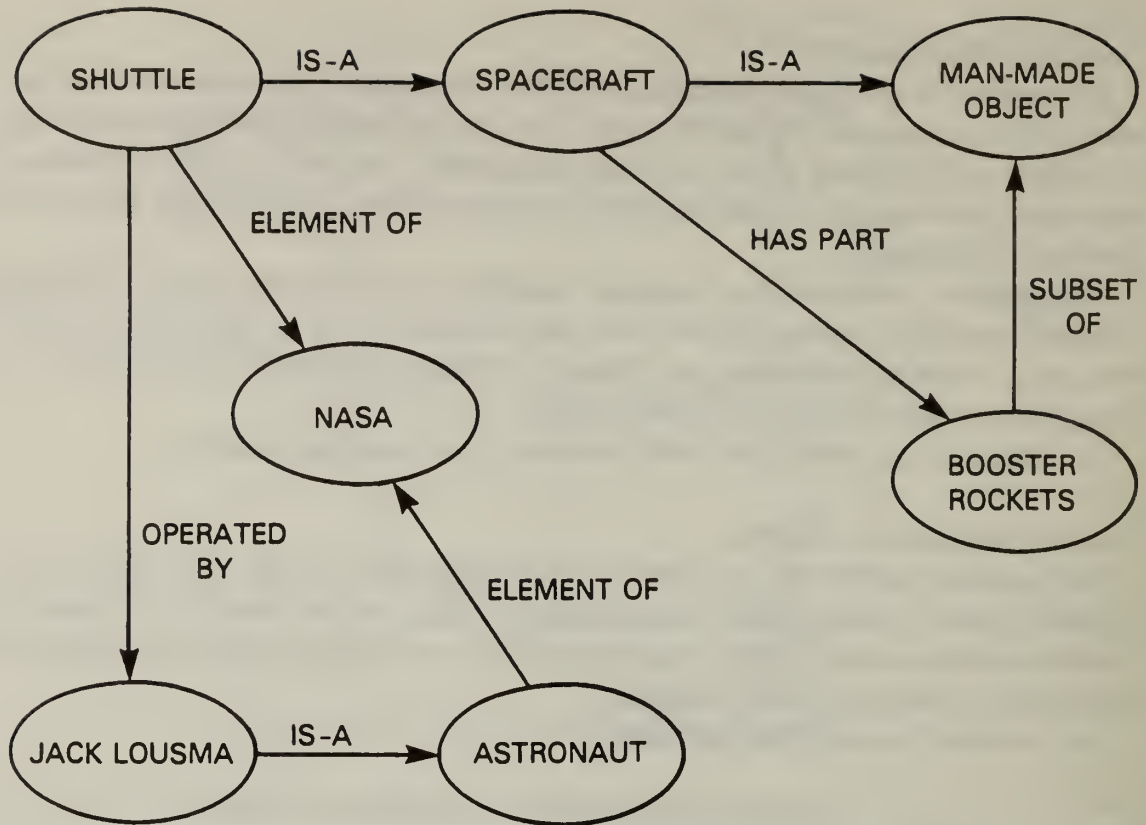 SHUTTLE
IS-A
SPACECRAFT
IS-A
MAN-MADE
OBJECT
ELEMENT OF
HAS PART
SUBSET
OF
NASA
BOOSTER
ROCKETS
OPERATED
BY
ELEMENT OF
JACK LOUSMA
IS-A
ASTRONAUT